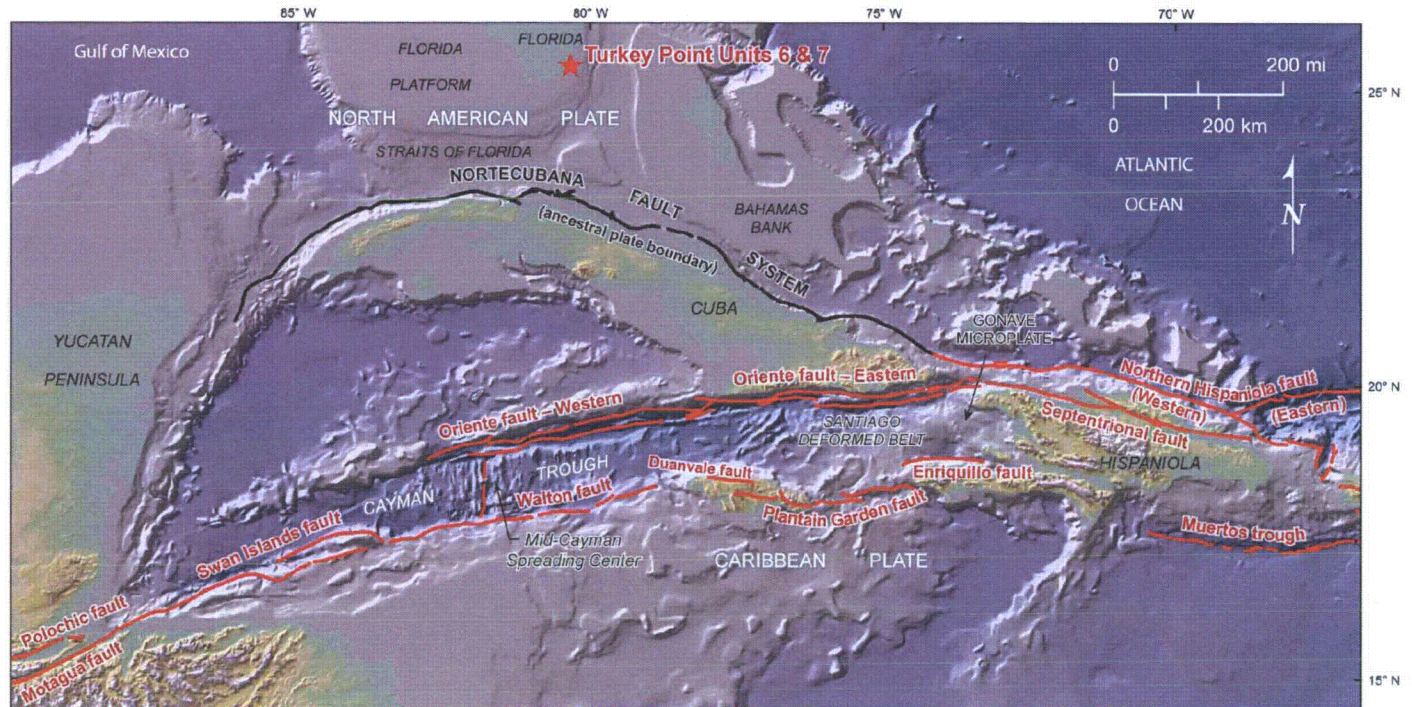 85° W
80° W
75° W
70° W
Gulf of Mexico
FLORIDA
PLATFORM
FLORIDA
Turkey Point Units 6 & 7
0 200 mi
0 200 km
25° N
NORTH AMERICAN PLATE
STRAITS OF FLORIDA
ATLANTIC
OCEAN
N
NORTECUBANA FAULT SYSTEM
(ancestral plate boundary)
BAHAMAS
BANK
CUBA
GONAVE
MICROPLATE
YUCATAN
PENINSULA
Oriente fault – Eastern
Northern Hispaniola fault
(Western)
(Eastern)
20° N
Oriente fault – Western
SANTIAGO
DEFORMED BELT
Septentrional fault
HISPANIOLA
CAYMAN TROUGH
Duanvale fault
Enriquillo fault
Walton fault
Plantain Garden fault
Swan Islands fault
Mid-Cayman
Spreading Center
CARIBBEAN PLATE
Muertos trough
Polochic fault
Motagua fault
15° N